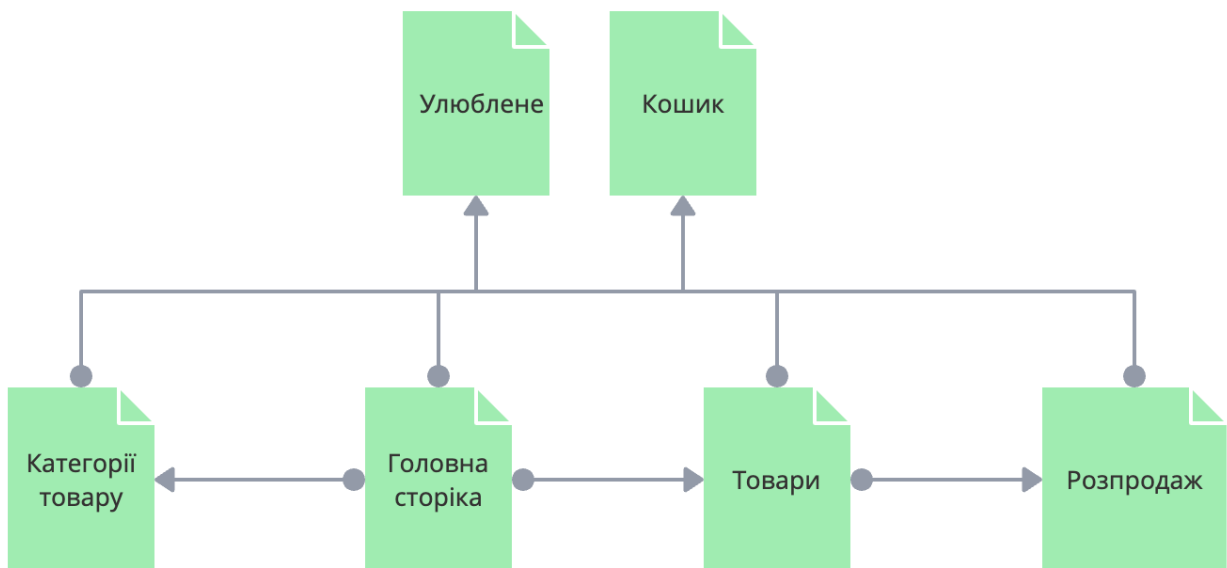 Улюблене
Кошик
Категорії
товару
Головна
сторіка
Товари
Розпродаж